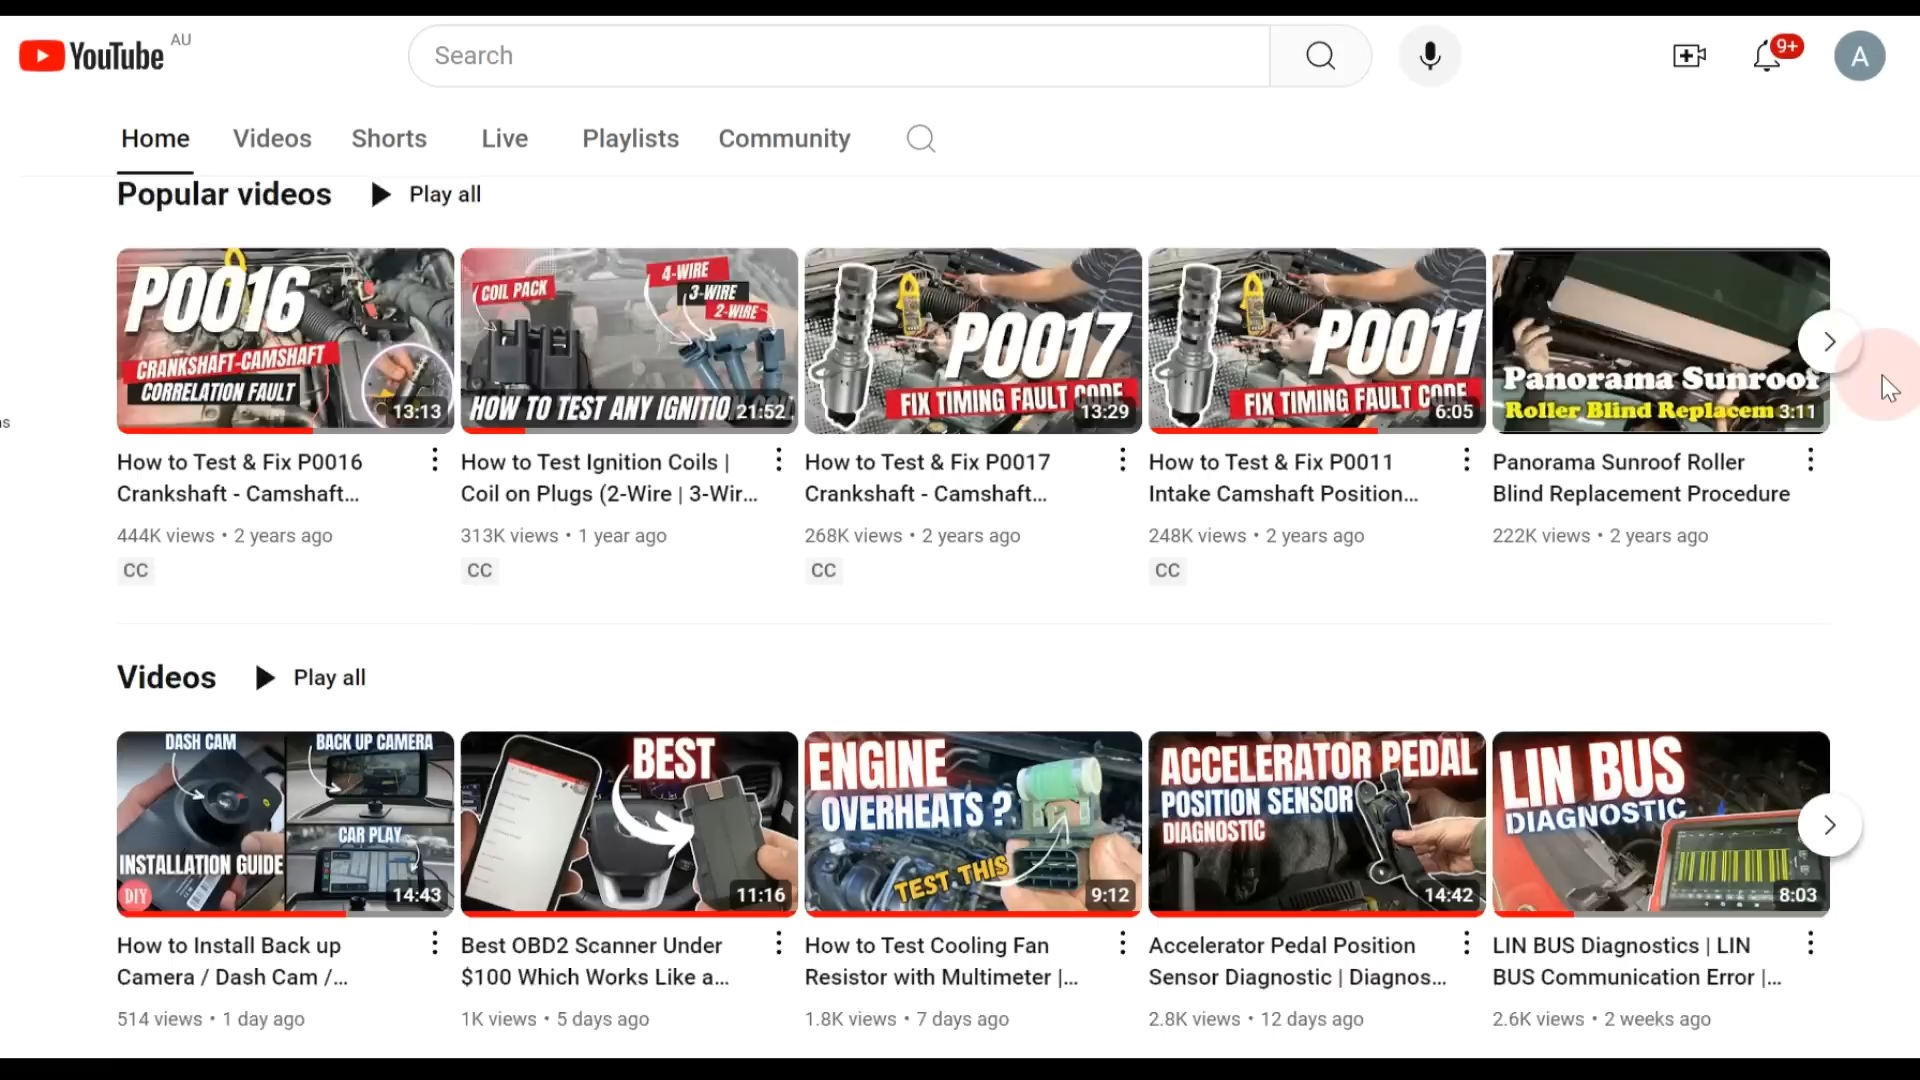 YouTube AU
Search
9+
A
Home Videos Shorts Live Playlists Community
Popular videos Play all
P0016
CRANKSHAFT-CAMSHAFT
CORRELATION FAULT
13:13
COIL PACK
4-WIRE
3-WIRE
2-WIRE
HOW TO TEST ANY IGNITIO
21:52
P0017
FIX TIMING FAULT CODE
13:29
P0011
FIX TIMING FAULT CODE
6:05
Panorama Sunroof
Roller Blind Replacem
3:11
How to Test & Fix P0016
Crankshaft - Camshaft...
444K views • 2 years ago
CC
How to Test Ignition Coils |
Coil on Plugs (2-Wire | 3-Wir...
313K views • 1 year ago
CC
How to Test & Fix P0017
Crankshaft - Camshaft...
268K views • 2 years ago
CC
How to Test & Fix P0011
Intake Camshaft Position...
248K views • 2 years ago
CC
Panorama Sunroof Roller
Blind Replacement Procedure
222K views • 2 years ago
Videos Play all
DASH CAM
BACK UP CAMERA
CAR PLAY
INSTALLATION GUIDE
DIY
14:43
BEST
11:16
ENGINE
OVERHEATS ?
TEST THIS
9:12
ACCELERATOR PEDAL
POSITION SENSOR
DIAGNOSTIC
14:42
LIN BUS
DIAGNOSTIC
8:03
How to Install Back up
Camera / Dash Cam /...
514 views • 1 day ago
Best OBD2 Scanner Under
$100 Which Works Like a...
1K views • 5 days ago
How to Test Cooling Fan
Resistor with Multimeter |...
1.8K views • 7 days ago
Accelerator Pedal Position
Sensor Diagnostic | Diagnos...
2.8K views • 12 days ago
LIN BUS Diagnostics | LIN
BUS Communication Error |...
2.6K views • 2 weeks ago